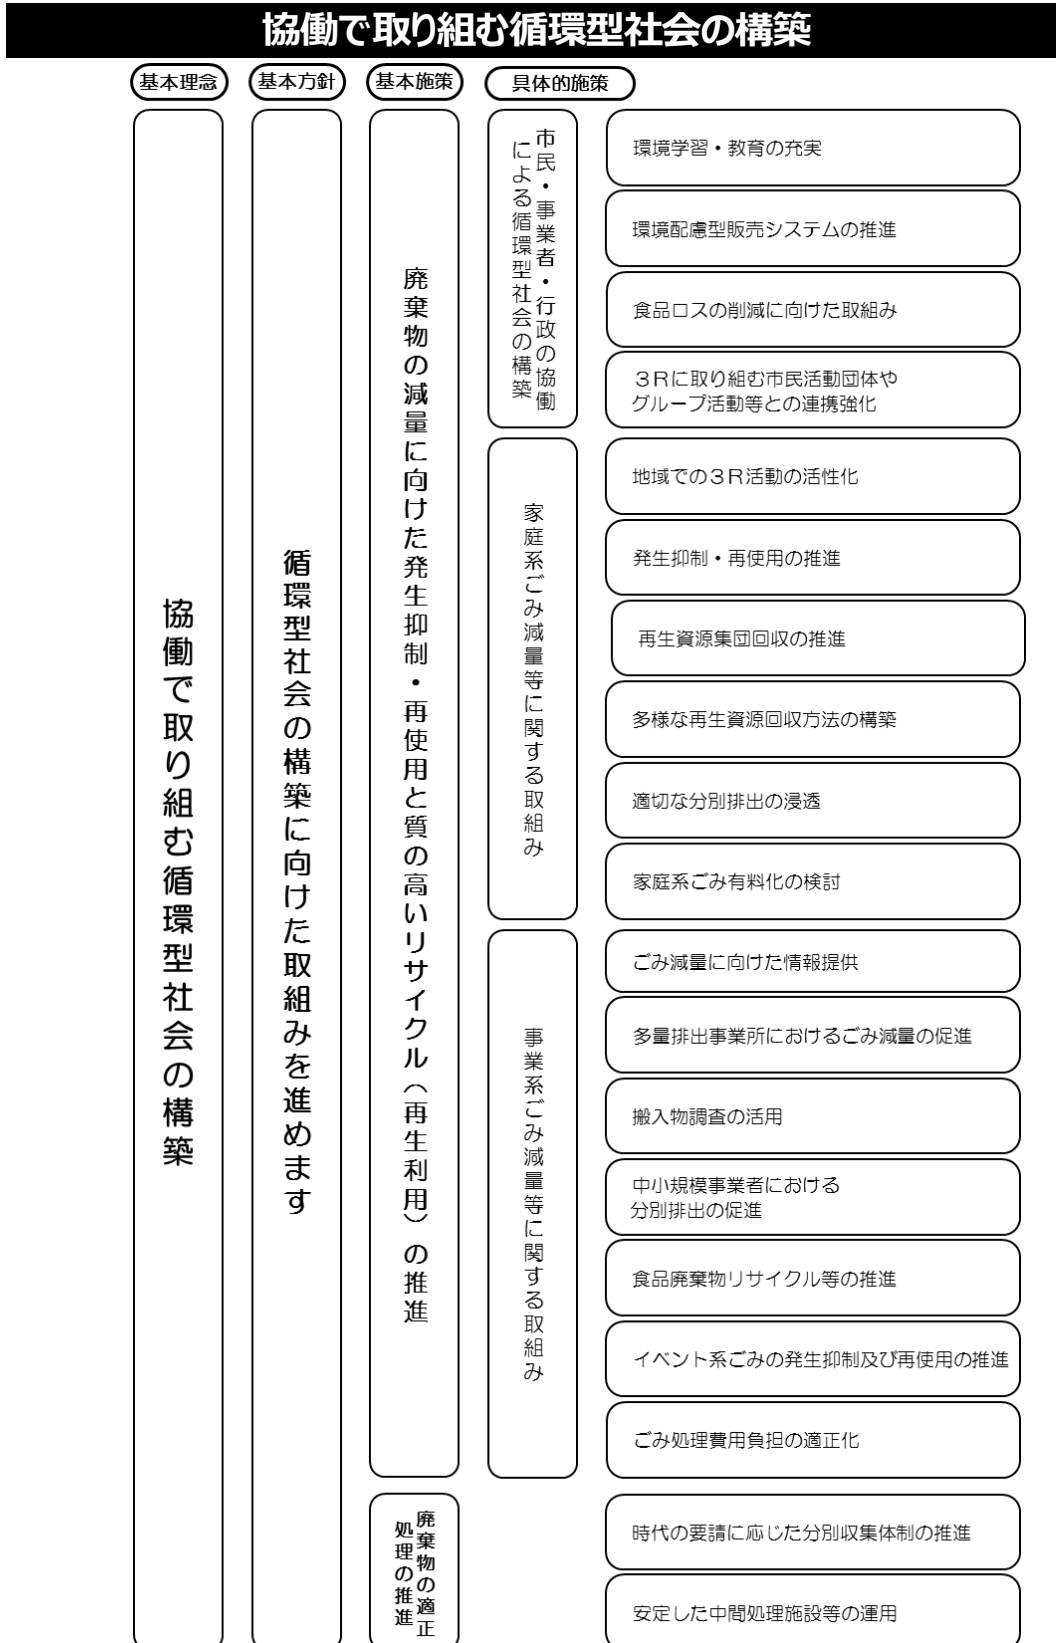 協働で取り組む循環型社会の構築
基本理念
基本方針
基本施策
具体的施策
協働で取り組む循環型社会の構築
循環型社会の構築に向けた取組みを進めます
廃棄物の減量に向けた発生抑制・再使用と質の高いリサイクル（再生利用）の推進
市民・事業者・行政の協働
による循環型社会の構築
環境学習・教育の充実
環境配慮型販売システムの推進
食品ロスの削減に向けた取組み
３Rに取り組む市民活動団体や
グループ活動等との連携強化
家庭系ごみ減量等に関する取組み
地域での３R活動の活性化
発生抑制・再使用の推進
再生資源集団回収の推進
多様な再生資源回収方法の構築
適切な分別排出の浸透
家庭系ごみ有料化の検討
事業系ごみ減量等に関する取組み
ごみ減量に向けた情報提供
多量排出事業所におけるごみ減量の促進
搬入物調査の活用
中小規模事業者における
分別排出の促進
食品廃棄物リサイクル等の推進
イベント系ごみの発生抑制及び再使用の推進
ごみ処理費用負担の適正化
廃棄物の適正
処理の推進
時代の要請に応じた分別収集体制の推進
安定した中間処理施設等の運用